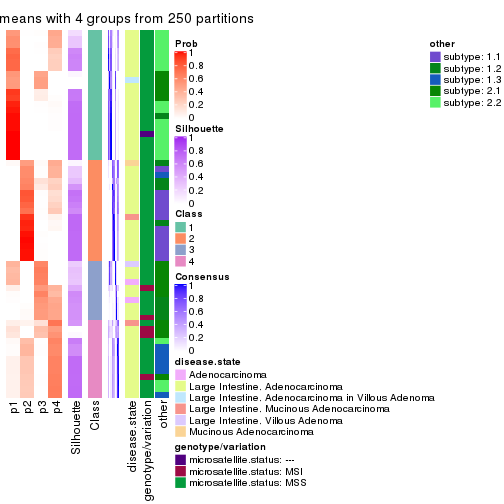 means with 4 groups from 250 partitions
Prob
1
0.8
0.6
0.4
0.2
0
Silhouette
1
0.8
0.6
0.4
0.2
0
Class
1
2
3
4
Consensus
1
0.8
0.6
0.4
0.2
0
disease.state
Adenocarcinoma
Large Intestine. Adenocarcinoma
Large Intestine. Adenocarcinoma in Villous Adenoma
Large Intestine. Mucinous Adenocarcinoma
Large Intestine. Villous Adenoma
Mucinous Adenocarcinoma
genotype/variation
microsatellite.status: ---
microsatellite.status: MSI
microsatellite.status: MSS
other
subtype: 1.1
subtype: 1.2
subtype: 1.3
subtype: 2.1
subtype: 2.2
p1
p2
p3
p4
Silhouette
Class
disease.state
genotype/variation
other